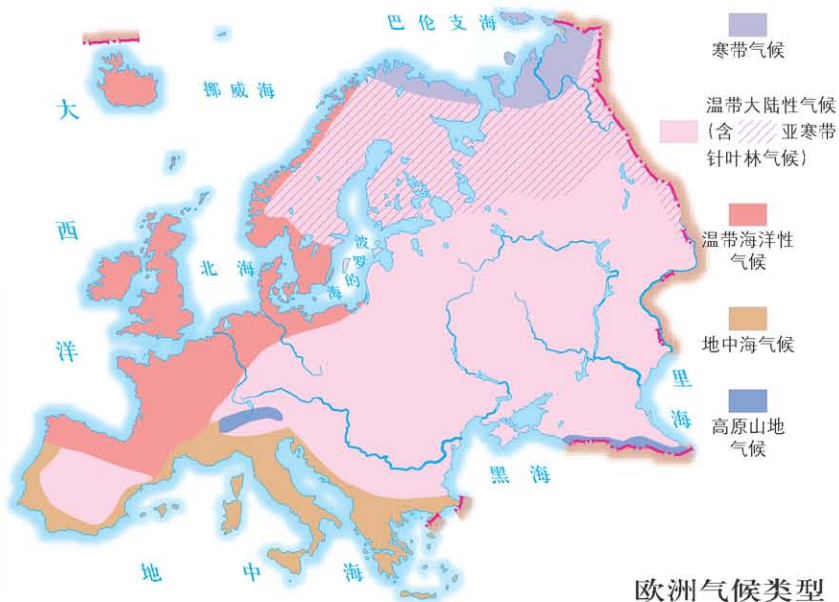 巴伦支海
挪威海
大
西
洋
北海
波罗的海
地中海
黑海
里海
寒带气候
温带大陆性气候
(含 亚寒带
针叶林气候)
温带海洋性
气候
地中海气候
高原山地
气候
欧洲气候类型